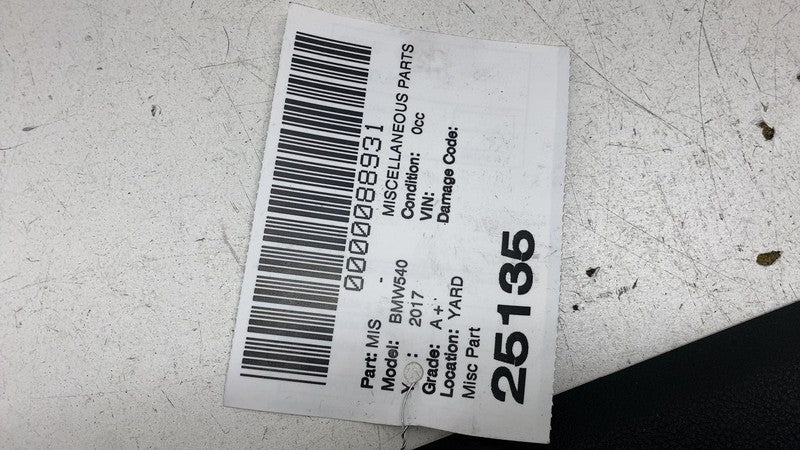 0000088931
Part: MIS - MISCELLANEOUS PARTS
Model: BMW540 Condition: 0cc
Y : 2017 VIN:
Grade: A+ Damage Code:
Location: YARD
Misc Part
25135